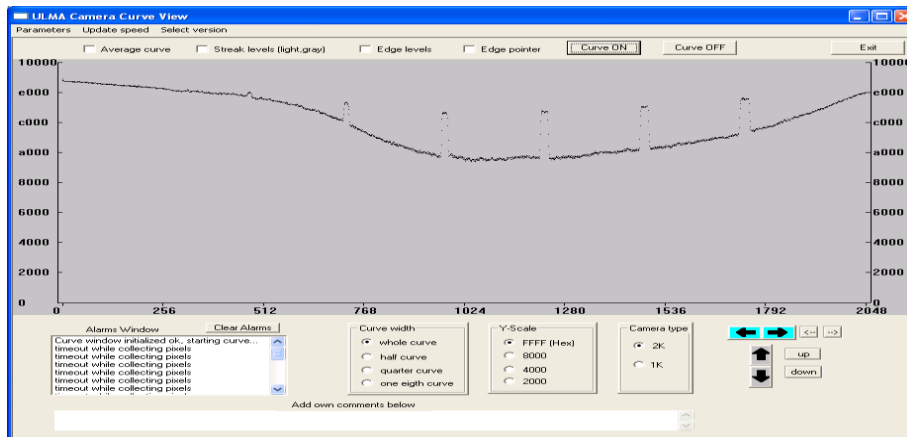 ULMA Camera Curve View
Parameters Update speed Select version
Average curve Streak levels (light,gray) Edge levels Edge pointer Curve ON Curve OFF Exit
10000 10000
e000 e000
c000 c000
a000 a000
8000 8000
6000 6000
4000 4000
2000 2000
0 0
0 256 512 768 1024 1280 1536 1792 2048
Alarms Window Clear Alarms
Curve window initialized ok, starting curve...
timeout while collecting pixels
timeout while collecting pixels
timeout while collecting pixels
timeout while collecting pixels
timeout while collecting pixels
timeout while collecting pixels
Curve width
whole curve
half curve
quarter curve
one eigth curve
Y-Scale
FFFF (Hex)
8000
4000
2000
Camera type
2K
1K
<-- -->
up
down
Add own comments below